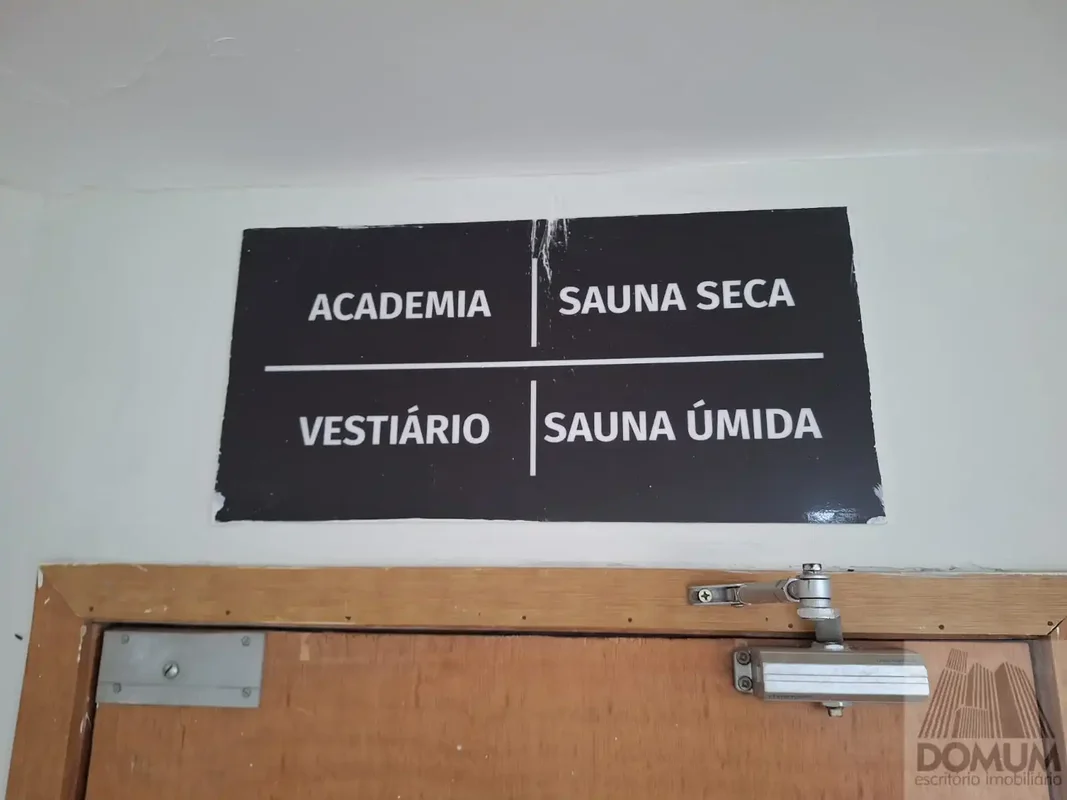 ACADEMIA
SAUNA SECA
VESTIÁRIO
SAUNA ÚMIDA
DOMUM
escritório imobiliário